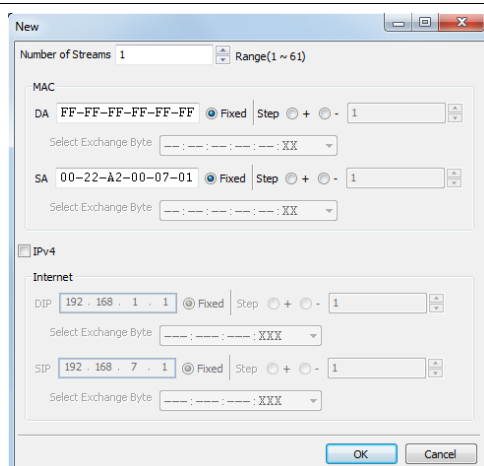 New
Number of Streams 1 Range(1 ~ 61)
MAC
DA FF-FF-FF-FF-FF-FF Fixed Step + - 1
Select Exchange Byte --:--:--:--:--:XX
SA 00-22-A2-00-07-01 Fixed Step + - 1
Select Exchange Byte --:--:--:--:--:XX
IPv4
Internet
DIP 192 . 168 . 1 . 1 Fixed Step + - 1
Select Exchange Byte ---:---:---:XXX
SIP 192 . 168 . 7 . 1 Fixed Step + - 1
Select Exchange Byte ---:---:---:XXX
OK Cancel